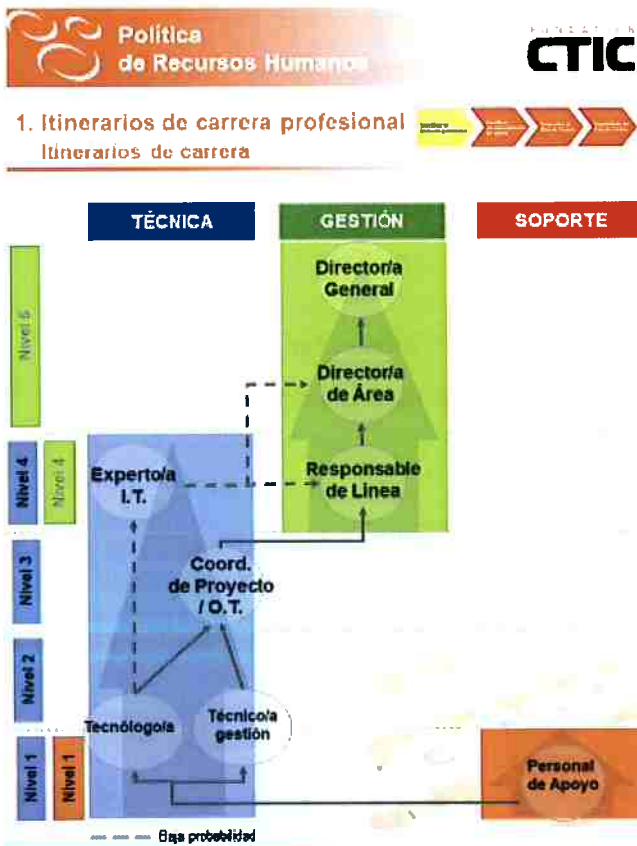 Política
de Recursos Humanos
FUNDACIÓN
CTIC
1. Itinerarios de carrera profesional
Itinerarios de carrera
TÉCNICA
GESTIÓN
SOPORTE
Director/a
General
Nivel 5
Director/a
de Área
Nivel 4
Nivel 4
Experto/a
I.T.
Responsable
de Linea
Nivel 3
Coord.
de Proyecto
/ O.T.
Nivel 2
Tecnólogo/a
Técnico/a
gestión
Nivel 1
Nivel 1
Personal
de Apoyo
Baja probabilidad